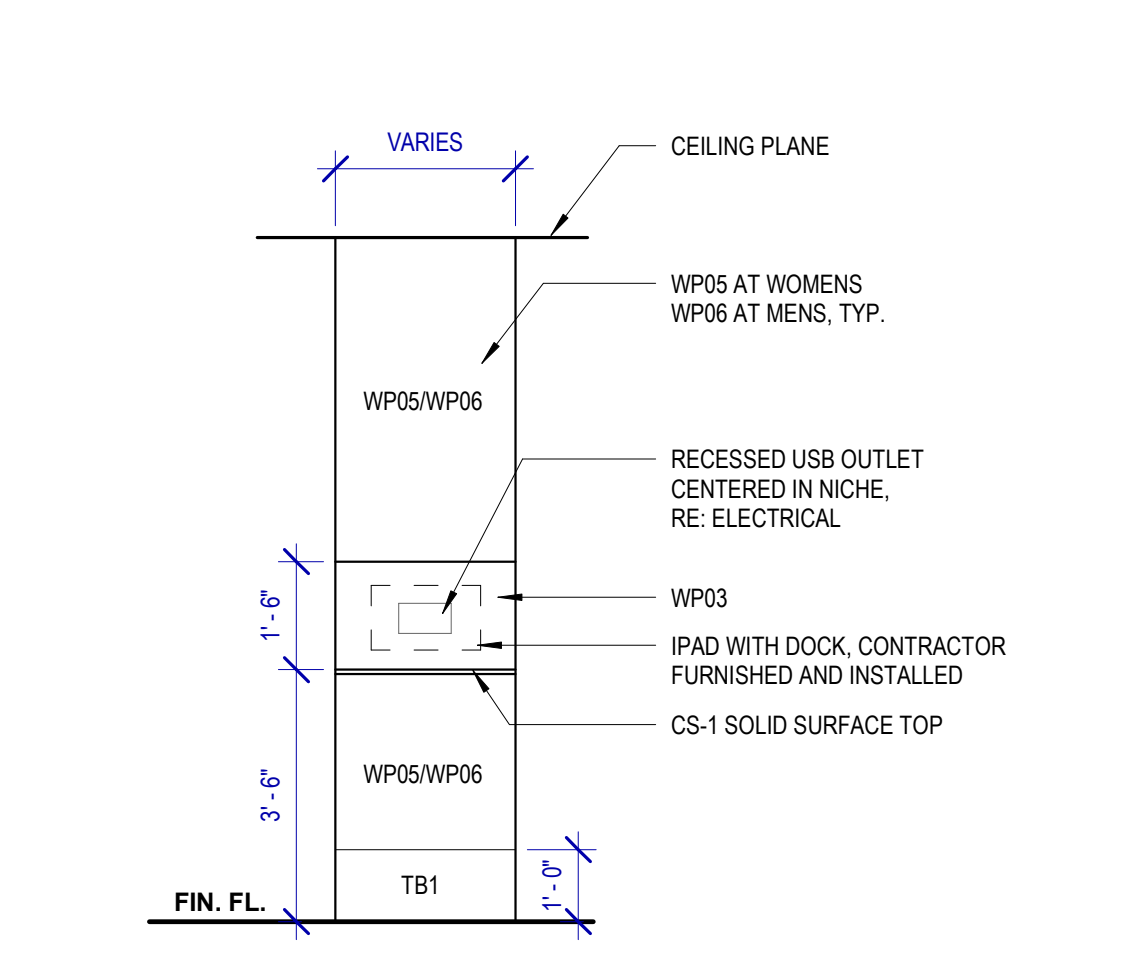 VARIES
CEILING PLANE
WP05 AT WOMENS
WP06 AT MENS, TYP.
WP05/WP06
RECESSED USB OUTLET
CENTERED IN NICHE,
RE: ELECTRICAL
1' - 6"
WP03
IPAD WITH DOCK, CONTRACTOR
FURNISHED AND INSTALLED
CS-1 SOLID SURFACE TOP
WP05/WP06
3' - 6"
TB1
1' - 0"
FIN. FL.